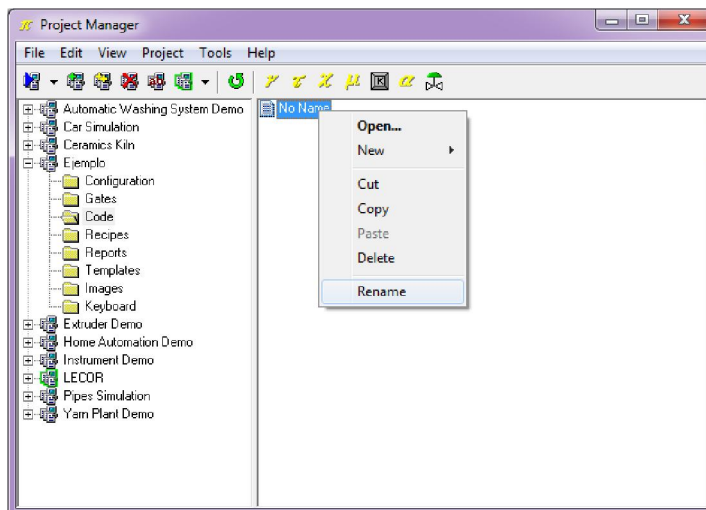 Project Manager
File Edit View Project Tools Help
Automatic Washing System Demo
Car Simulation
Ceramics Kiln
Ejemplo
Configuration
Gates
Code
Recipes
Reports
Templates
Images
Keyboard
Extruder Demo
Home Automation Demo
Instrument Demo
LECOR
Pipes Simulation
Yarn Plant Demo
No Name
Open...
New
Cut
Copy
Paste
Delete
Rename